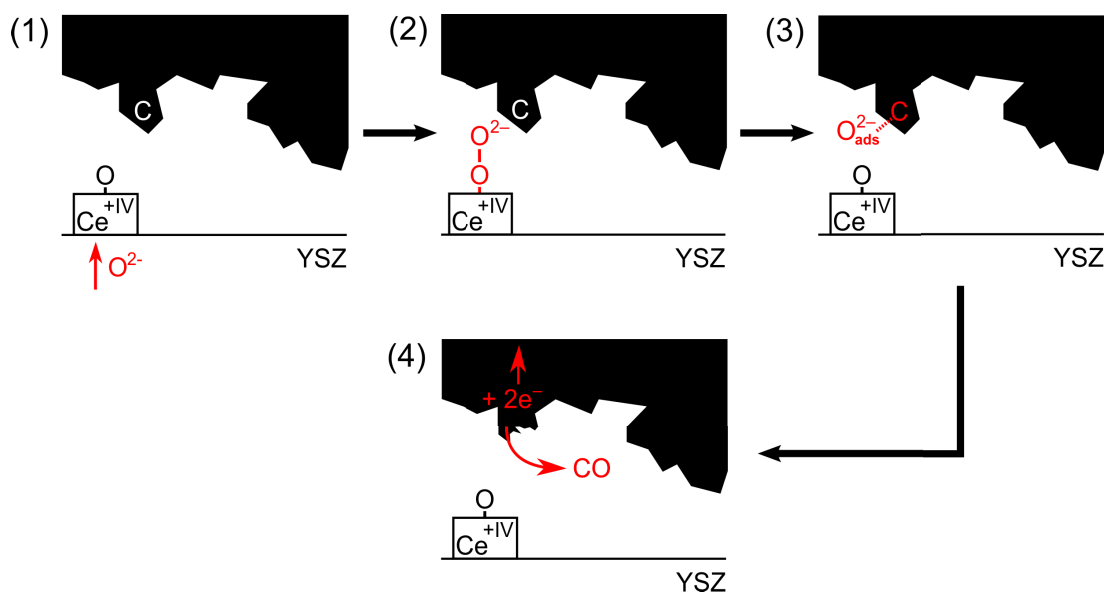 (1)
C
O
Ce+IV
O2-
YSZ
(2)
C
O2–
O
Ce+IV
YSZ
(3)
C
O2–ads
O
Ce+IV
YSZ
(4)
+ 2e–
CO
O
Ce+IV
YSZ